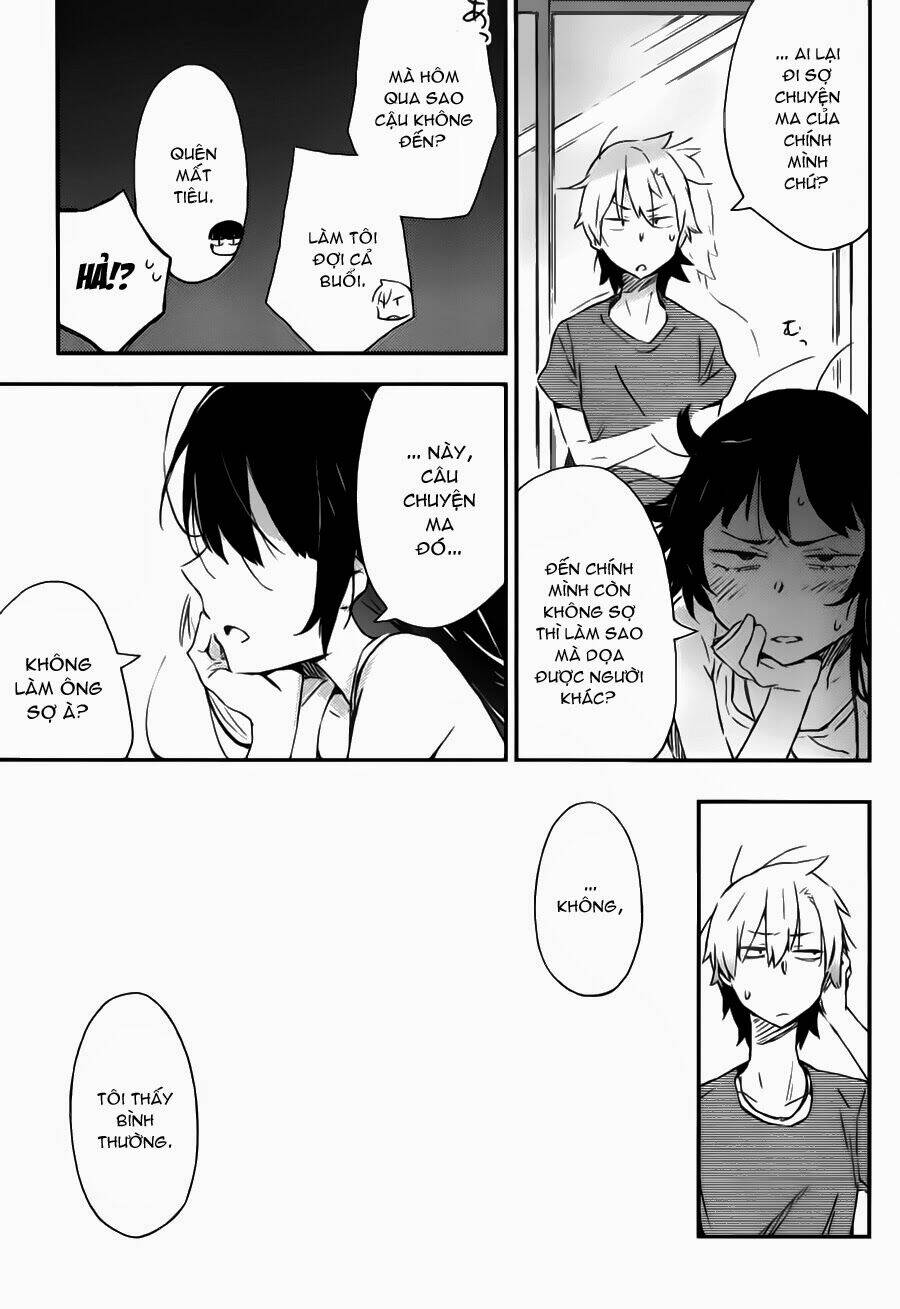 ... AI LẠI
ĐI SỢ
CHUYỆN
MA CỦA
CHÍNH
MÌNH
CHỨ?
む
ĐẾN CHÍNH
MÌNH CÒN
KHÔNG SỢ
THÌ LÀM SAO
MÀ DỌA
ĐƯỢC NGƯỜI
KHÁC?
あ
MÀ HÔM
QUA SAO
CẬU KHÔNG
ĐẾN?
LÀM TÔI
ĐỢI CẢ
BUỔI.
QUÊN
MẤT
TIÊU.
HẢ!?
... NÀY,
CÂU
CHUYỆN
MA
ĐÓ...
KHÔNG
LÀM ÔNG
SỢ À?
...
KHÔNG,
TÔI THẤY
BÌNH
THƯỜNG.